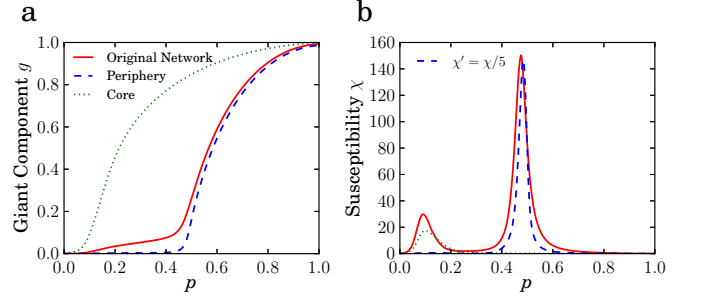 a
1.0
0.8
0.6
0.4
0.2
0.0
Giant Component g
Original Network
Periphery
Core
0.0 0.2 0.4 0.6 0.8 1.0
p
b
160
140
120
100
80
60
40
20
0
Susceptibility χ
χ′ = χ/5
0.0 0.2 0.4 0.6 0.8 1.0
p